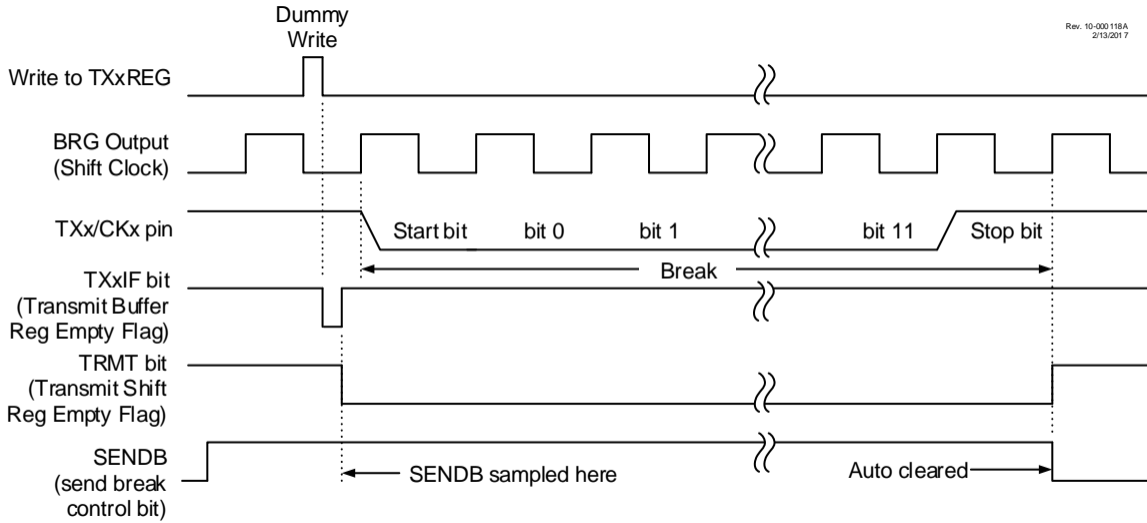 Dummy
Write
Rev. 10-000118A
2/13/2017
Write to TXxREG
BRG Output
(Shift Clock)
TXx/CKx pin
Start bit
bit 0
bit 1
bit 11
Stop bit
Break
TXxIF bit
(Transmit Buffer
Reg Empty Flag)
TRMT bit
(Transmit Shift
Reg Empty Flag)
SENDB
(send break
control bit)
SENDB sampled here
Auto cleared